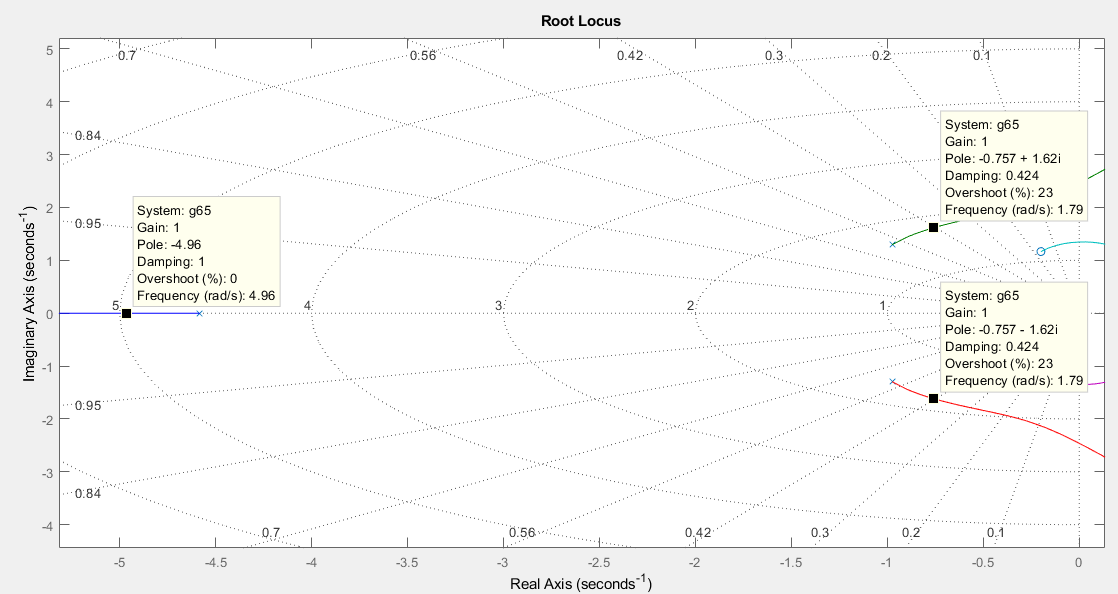 Root Locus
0.7
0.56
0.42
0.3
0.2
0.1
0.84
0.95
System: g65
Gain: 1
Pole: -0.757 + 1.62i
Damping: 0.424
Overshoot (%): 23
Frequency (rad/s): 1.79
System: g65
Gain: 1
Pole: -4.96
Damping: 1
Overshoot (%): 0
Frequency (rad/s): 4.96
5
4
3
2
1
System: g65
Gain: 1
Pole: -0.757 - 1.62i
Damping: 0.424
Overshoot (%): 23
Frequency (rad/s): 1.79
0.95
0.84
0.7
0.56
0.42
0.3
0.2
0.1
5
4
3
2
1
0
-1
-2
-3
-4
Imaginary Axis (seconds⁻¹)
-5
-4.5
-4
-3.5
-3
-2.5
-2
-1.5
-1
-0.5
0
Real Axis (seconds⁻¹)